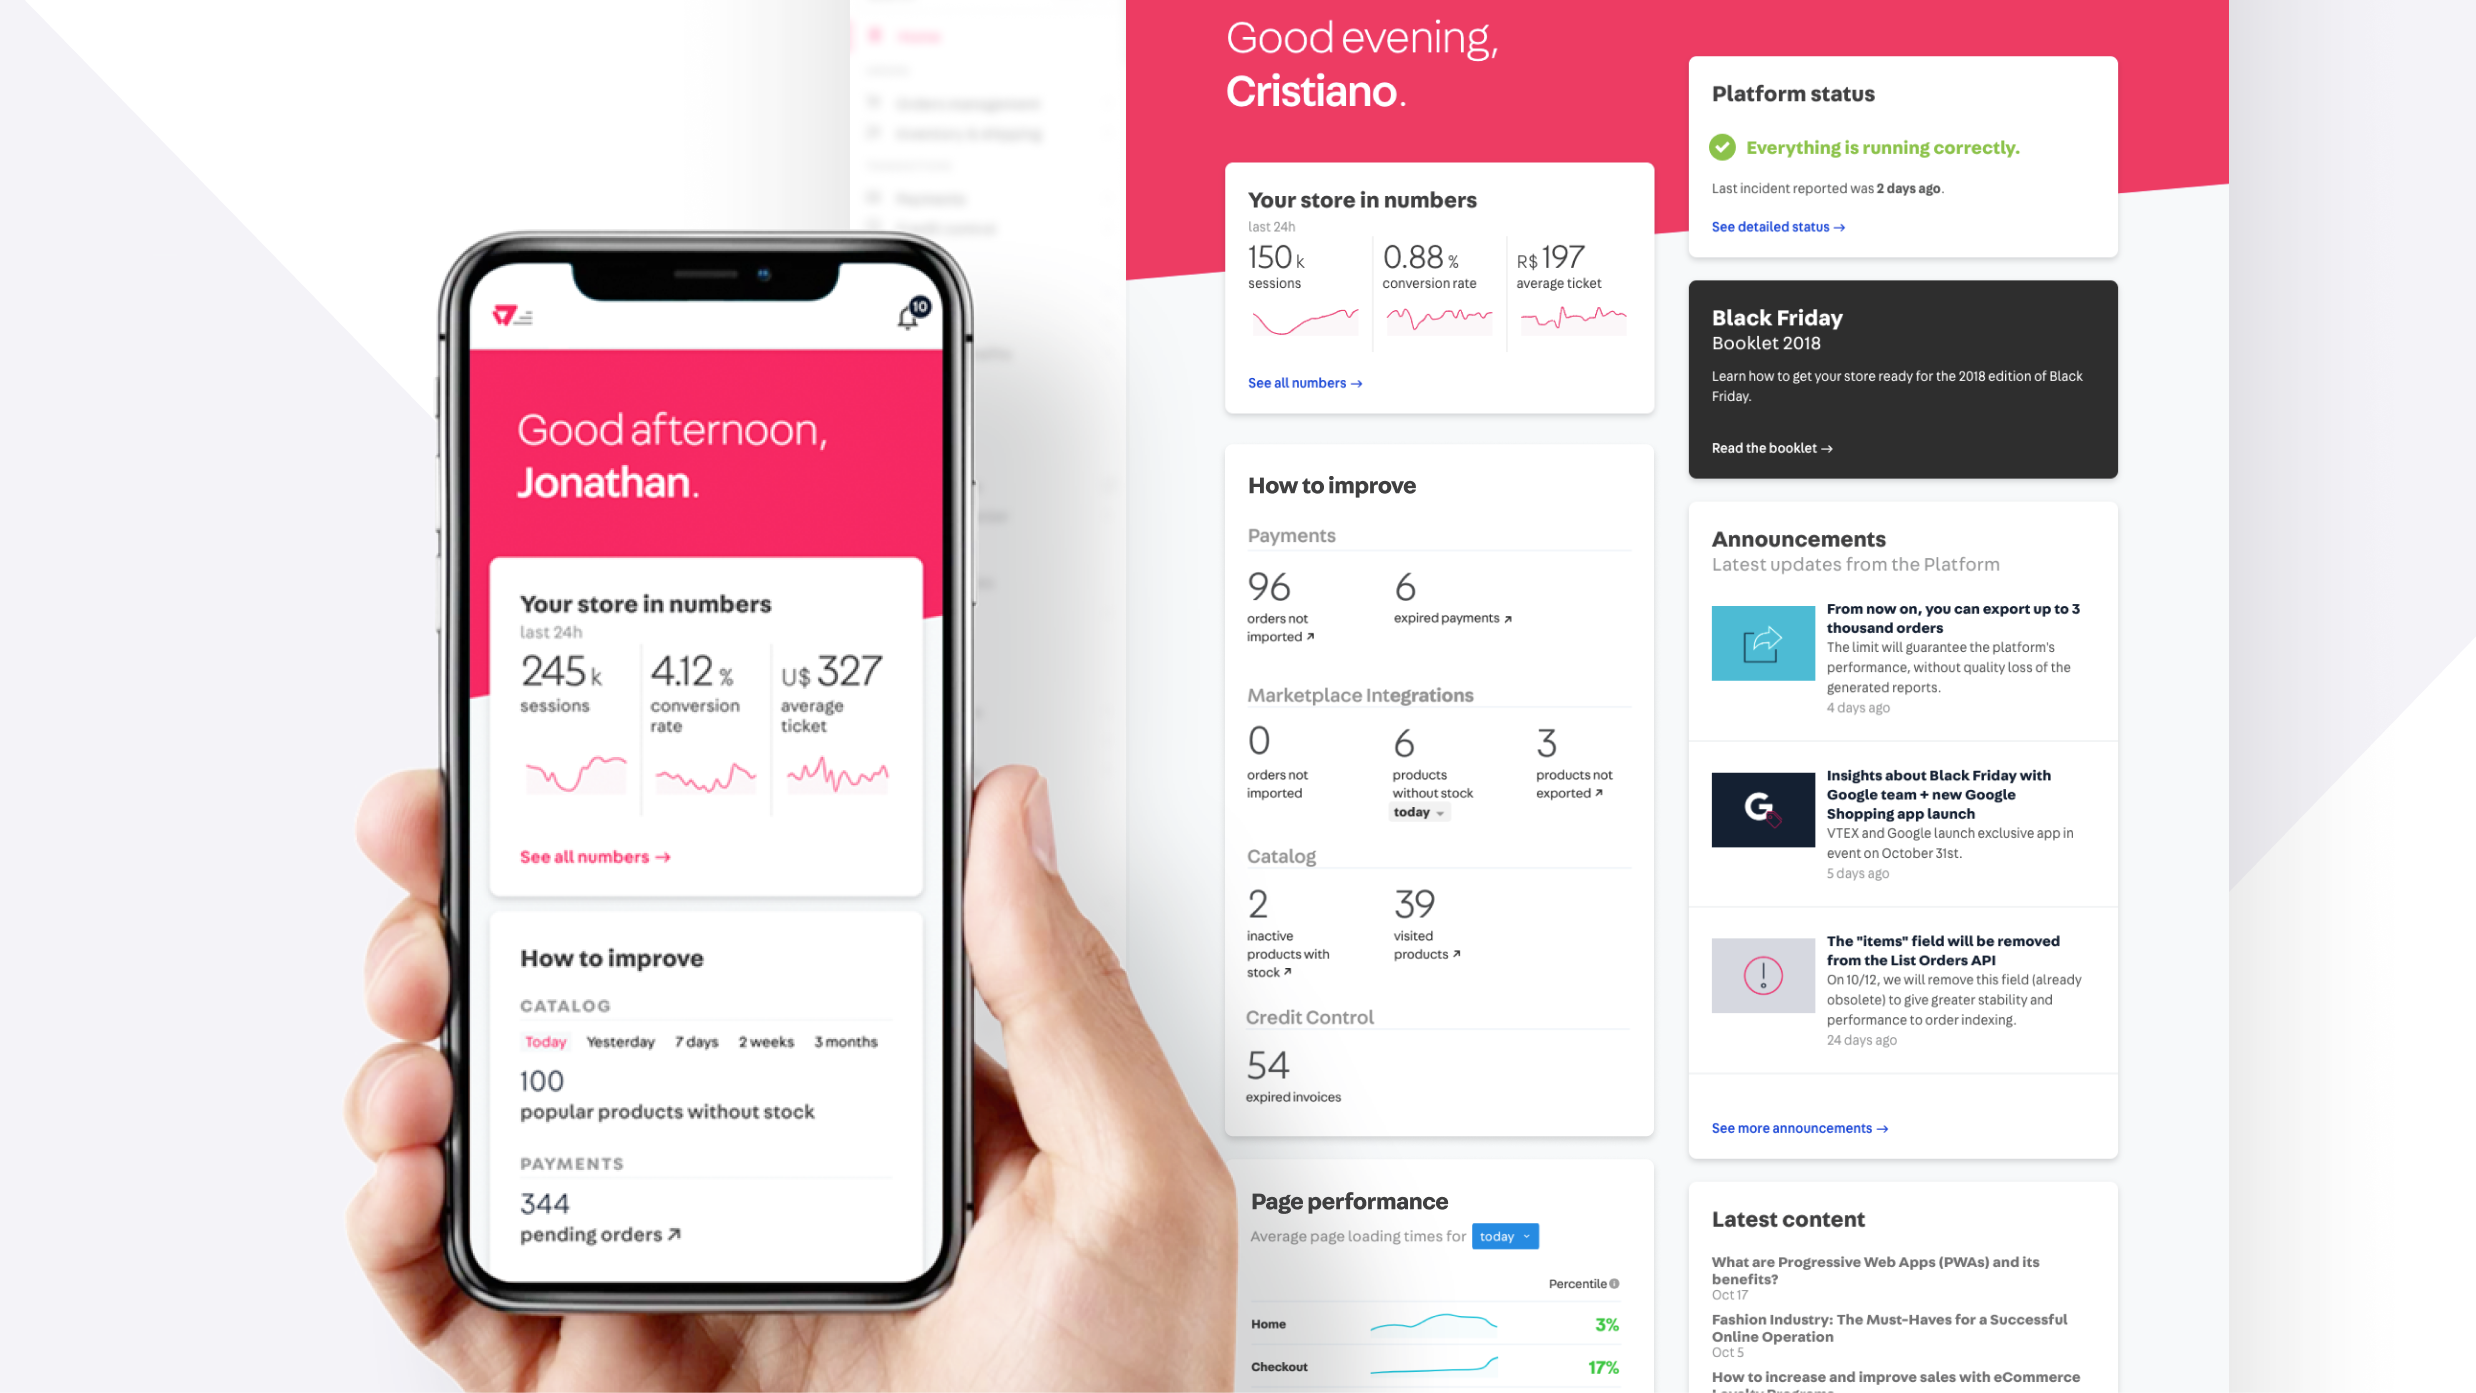 10
Good afternoon,
Jonathan.
Your store in numbers
last 24h
245 k
sessions
4.12 %
conversion
rate
U$ 327
average
ticket
See all numbers →
How to improve
CATALOG
Today Yesterday 7 days 2 weeks 3 months
100
popular products without stock
PAYMENTS
344
pending orders ↗
Good evening,
Cristiano.
Your store in numbers
last 24h
150 k
sessions
0.88 %
conversion rate
R$ 197
average ticket
See all numbers →
How to improve
Payments
96
orders not
imported ↗
6
expired payments ↗
Marketplace Integrations
0
orders not
imported
6
products
without stock
today
3
products not
exported ↗
Catalog
2
inactive
products with
stock ↗
39
visited
products ↗
Credit Control
54
expired invoices
Page performance
Average page loading times for today
Percentile
Home 3%
Checkout 17%
Platform status
Everything is running correctly.
Last incident reported was 2 days ago.
See detailed status →
Black Friday
Booklet 2018
Learn how to get your store ready for the 2018 edition of Black
Friday.
Read the booklet →
Announcements
Latest updates from the Platform
From now on, you can export up to 3
thousand orders
The limit will guarantee the platform's
performance, without quality loss of the
generated reports.
4 days ago
Insights about Black Friday with
Google team + new Google
Shopping app launch
VTEX and Google launch exclusive app in
event on October 31st.
5 days ago
The "items" field will be removed
from the List Orders API
On 10/12, we will remove this field (already
obsolete) to give greater stability and
performance to order indexing.
24 days ago
See more announcements →
Latest content
What are Progressive Web Apps (PWAs) and its
benefits?
Oct 17
Fashion Industry: The Must-Haves for a Successful
Online Operation
Oct 5
How to increase and improve sales with eCommerce